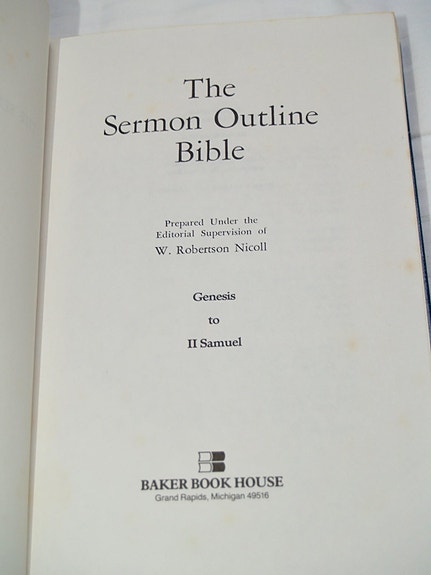 The
Sermon Outline
Bible
Prepared Under the
Editorial Supervision of
W. Robertson Nicoll
Genesis
to
II Samuel
BAKER BOOK HOUSE
Grand Rapids, Michigan 49516